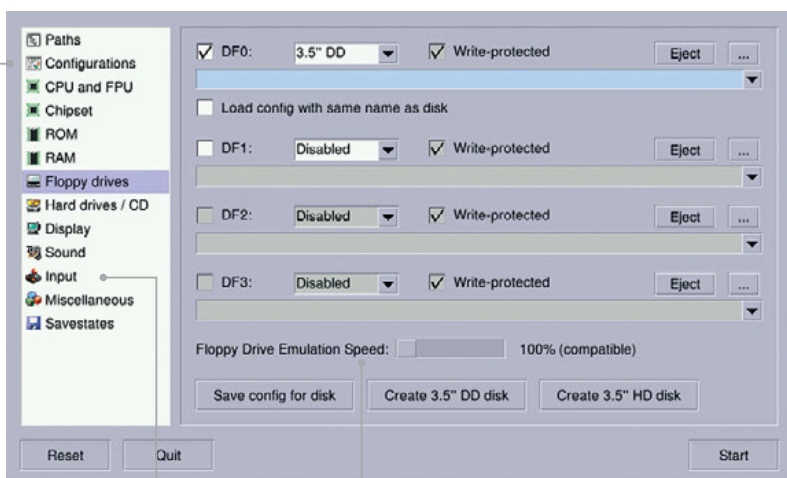 Paths
Configurations
CPU and FPU
Chipset
ROM
RAM
Floppy drives
Hard drives / CD
Display
Sound
Input
Miscellaneous
Savestates
DF0: 3.5" DD Write-protected Eject ...
Load config with same name as disk
DF1: Disabled Write-protected Eject ...
DF2: Disabled Write-protected Eject ...
DF3: Disabled Write-protected Eject ...
Floppy Drive Emulation Speed: 100% (compatible)
Save config for disk Create 3.5" DD disk Create 3.5" HD disk
Reset Quit Start